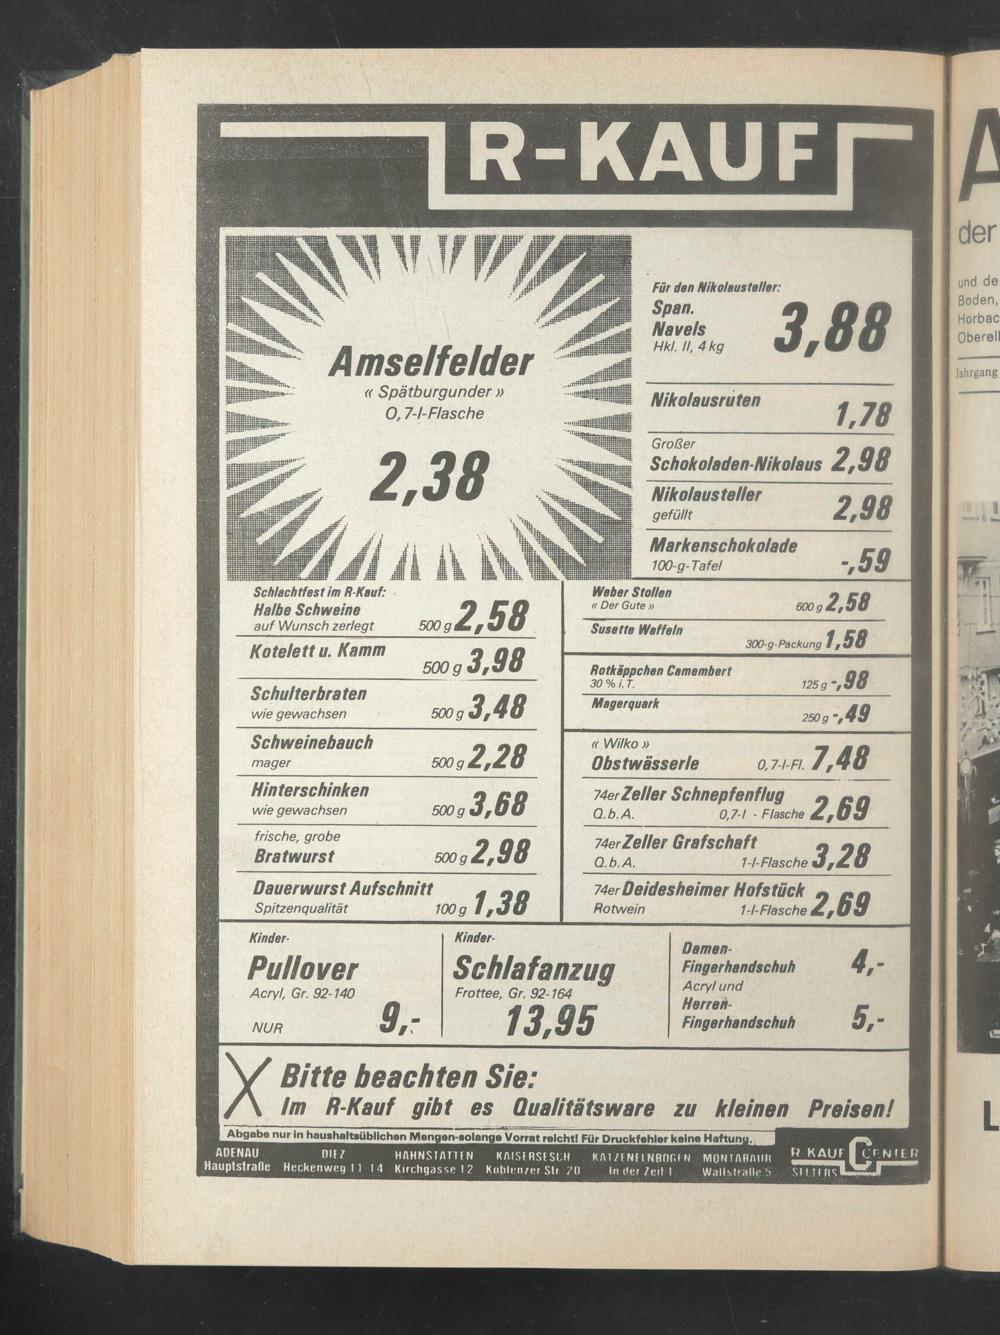 R-KAUF
Amselfelder
« Spätburgunder »
0,7-l-Flasche
2,38
Für den Nikolausteller:
Span.
Navels
Hkl. II, 4 kg
3,88
Nikolausruten
1,78
Großer
Schokoladen-Nikolaus 2,98
Nikolausteller
gefüllt
2,98
Markenschokolade
100-g-Tafel
-,59
Schlachtfest im R-Kauf:
Halbe Schweine
auf Wunsch zerlegt 500 g 2,58
Kotelett u. Kamm
500 g 3,98
Schulterbraten
wie gewachsen 500 g 3,48
Schweinebauch
mager 500 g 2,28
Hinterschinken
wie gewachsen 500 g 3,68
frische, grobe
Bratwurst 500 g 2,98
Dauerwurst Aufschnitt
Spitzenqualität 100 g 1,38
Weber Stollen
« Der Gute » 600 g 2,58
Susette Waffeln
300-g-Packung 1,58
Rotkäppchen Camembert
30 % i. T. 125 g -,98
Magerquark
250 g -,49
« Wilko »
Obstwässerle 0,7-l-Fl. 7,48
74er Zeller Schnepfenflug
Q.b.A. 0,7-l - Flasche 2,69
74er Zeller Grafschaft
Q.b.A. 1-l-Flasche 3,28
74er Deidesheimer Hofstück
Rotwein 1-l-Flasche 2,69
Kinder-
Pullover
Acryl, Gr. 92-140
NUR 9,-
Kinder-
Schlafanzug
Frottee, Gr. 92-164
13,95
Damen-
Fingerhandschuh 4,-
Acryl und
Herren-
Fingerhandschuh 5,-
Bitte beachten Sie:
Im R-Kauf gibt es Qualitätsware zu kleinen Preisen!
Abgabe nur in haushaltsüblichen Mengen-solange Vorrat reicht! Für Druckfehler keine Haftung.
ADENAU DIEZ HAHNSTATTEN KAISERSESCH KATZENELNBOGEN MONTABAUR
Hauptstraße Heckenweg 11-14 Kirchgasse 12 Koblenzer Str. 20 In der Zeil 1 Wallstraße 5
R-KAUF CENTER
SELTERS
A
der
und de
Boden,
Horbac
Oberell
Jahrgang
L